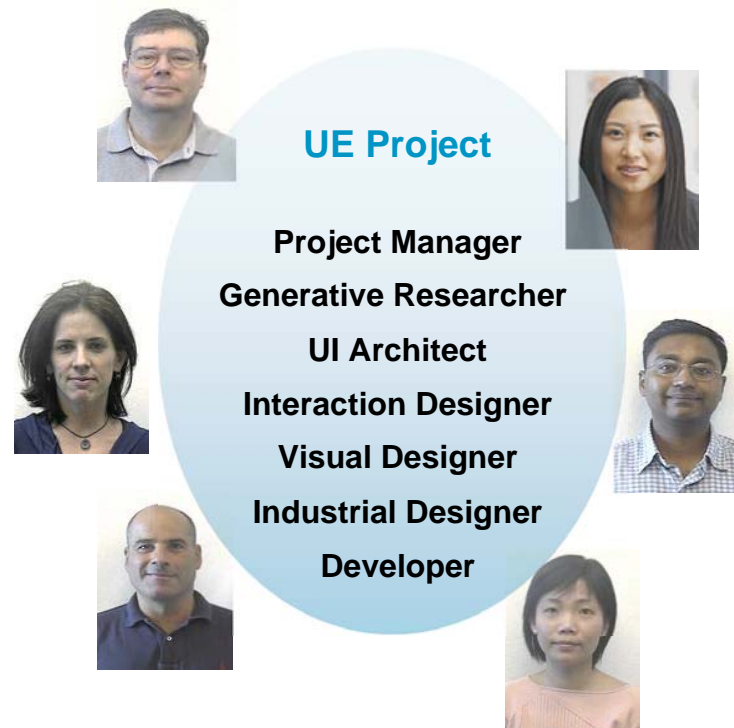 UE Project
Project Manager
Generative Researcher
UI Architect
Interaction Designer
Visual Designer
Industrial Designer
Developer